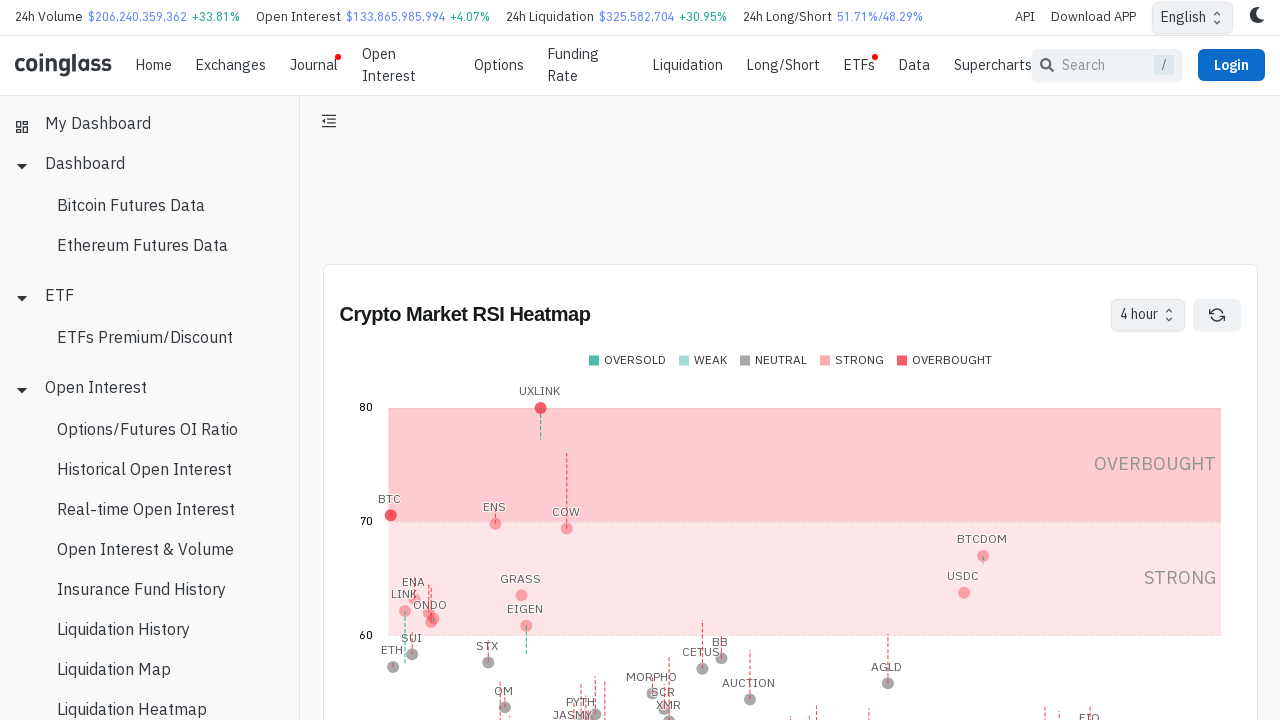 24h Volume $206,240,359,362 +33.81% Open Interest $133,865,985,994 +4.07% 24h Liquidation $325,582,704 +30.95% 24h Long/Short 51.71%/48.29% API Download APP English
coinglass Home Exchanges Journal Open Interest Options Funding Rate Liquidation Long/Short ETFs Data Supercharts Search / Login
My Dashboard
Dashboard
Bitcoin Futures Data
Ethereum Futures Data
ETF
ETFs Premium/Discount
Open Interest
Options/Futures OI Ratio
Historical Open Interest
Real-time Open Interest
Open Interest & Volume
Insurance Fund History
Liquidation History
Liquidation Map
Liquidation Heatmap
Crypto Market RSI Heatmap 4 hour
OVERSOLD WEAK NEUTRAL STRONG OVERBOUGHT
UXLINK
80
OVERBOUGHT
BTC
ENS
COW
70
BTCDOM
USDC
STRONG
ENA
GRASS
LINK
ONDO
EIGEN
60
SUI
ETH
STX
BB
CETUS
AGLD
MORPHO
AUCTION
OM
SCR
PYTH
XMR
JASMY
FIO